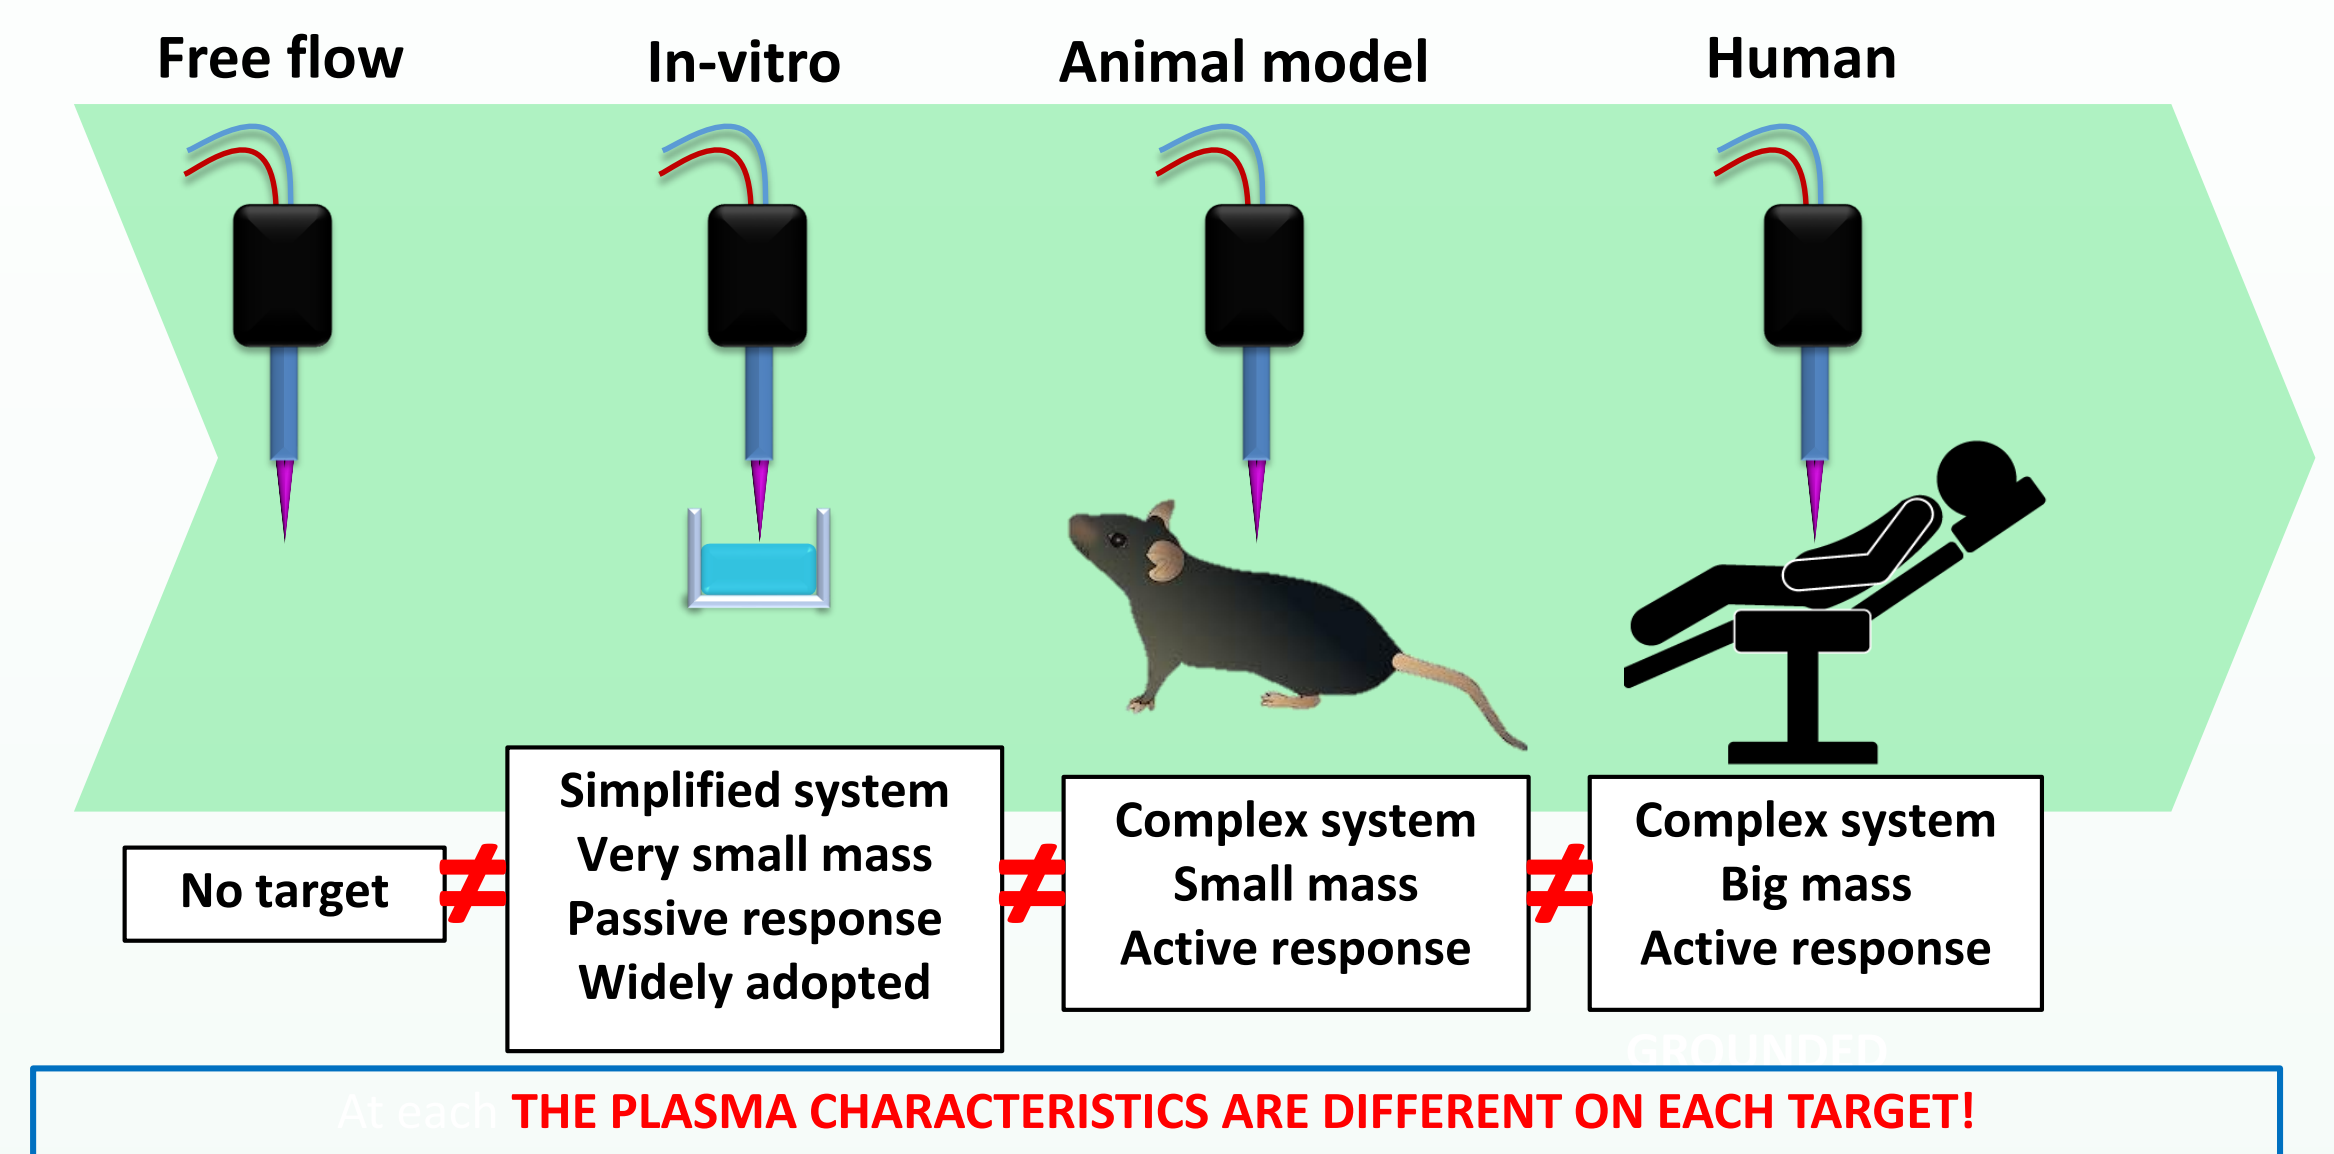 Free flow
In-vitro
Animal model
Human
No target
≠
Simplified system
Very small mass
Passive response
Widely adopted
≠
Complex system
Small mass
Active response
≠
Complex system
Big mass
Active response
GROUNDED
At each THE PLASMA CHARACTERISTICS ARE DIFFERENT ON EACH TARGET!